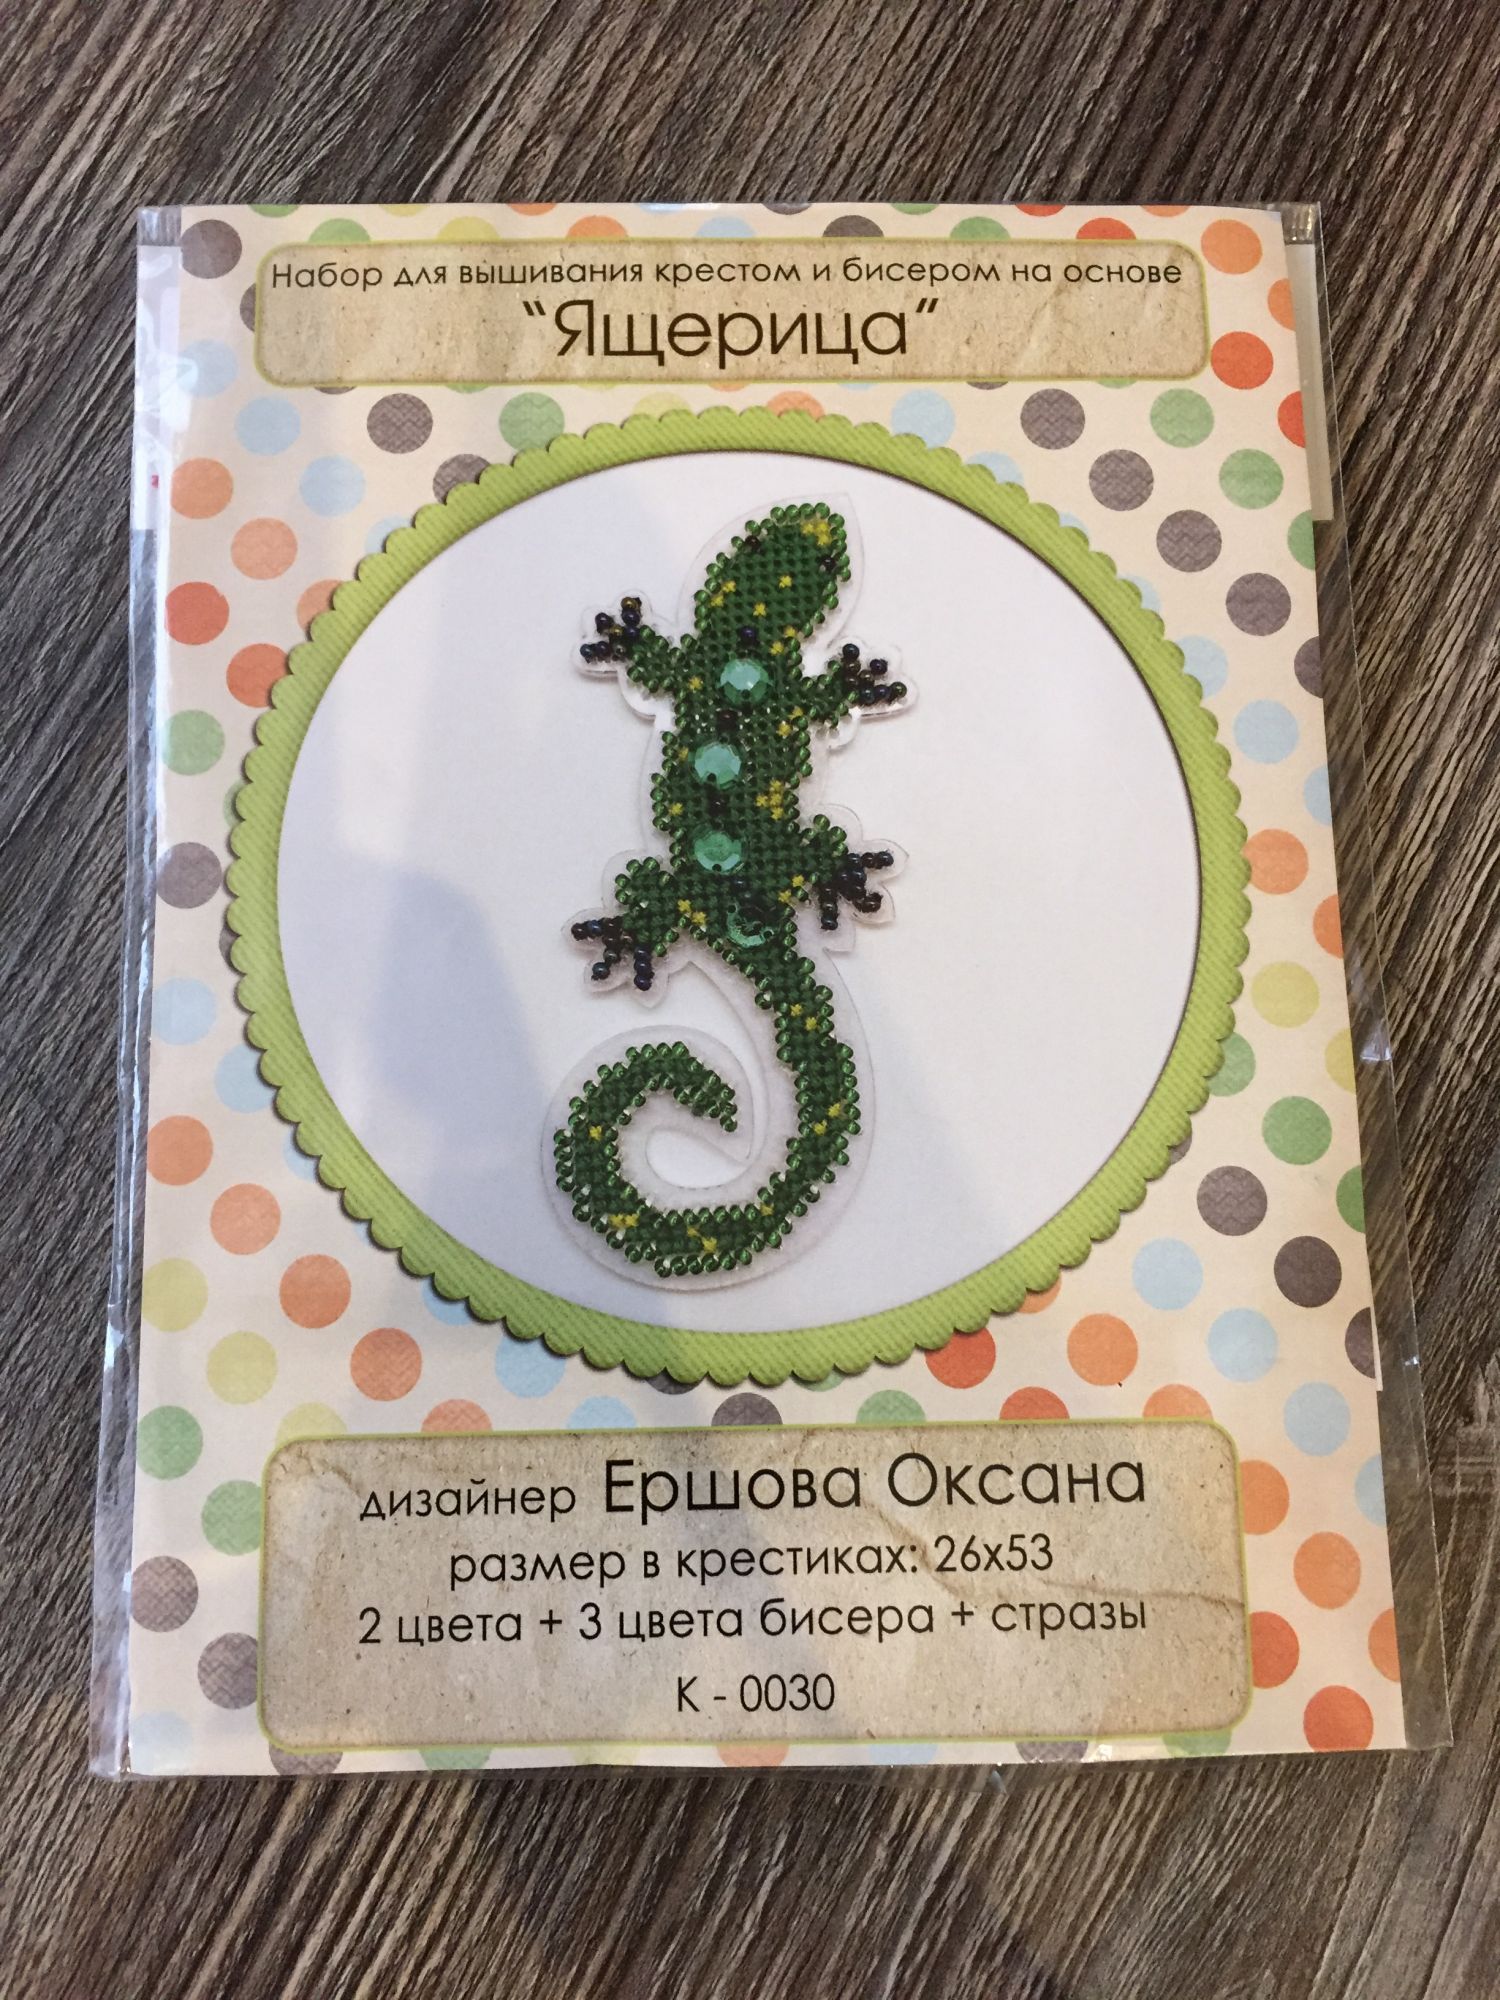 Набор для вышивания крестом и бисером на основе
“Ящерица”
дизайнер Ершова Оксана
размер в крестиках: 26х53
2 цвета + 3 цвета бисера + стразы
К - 0030